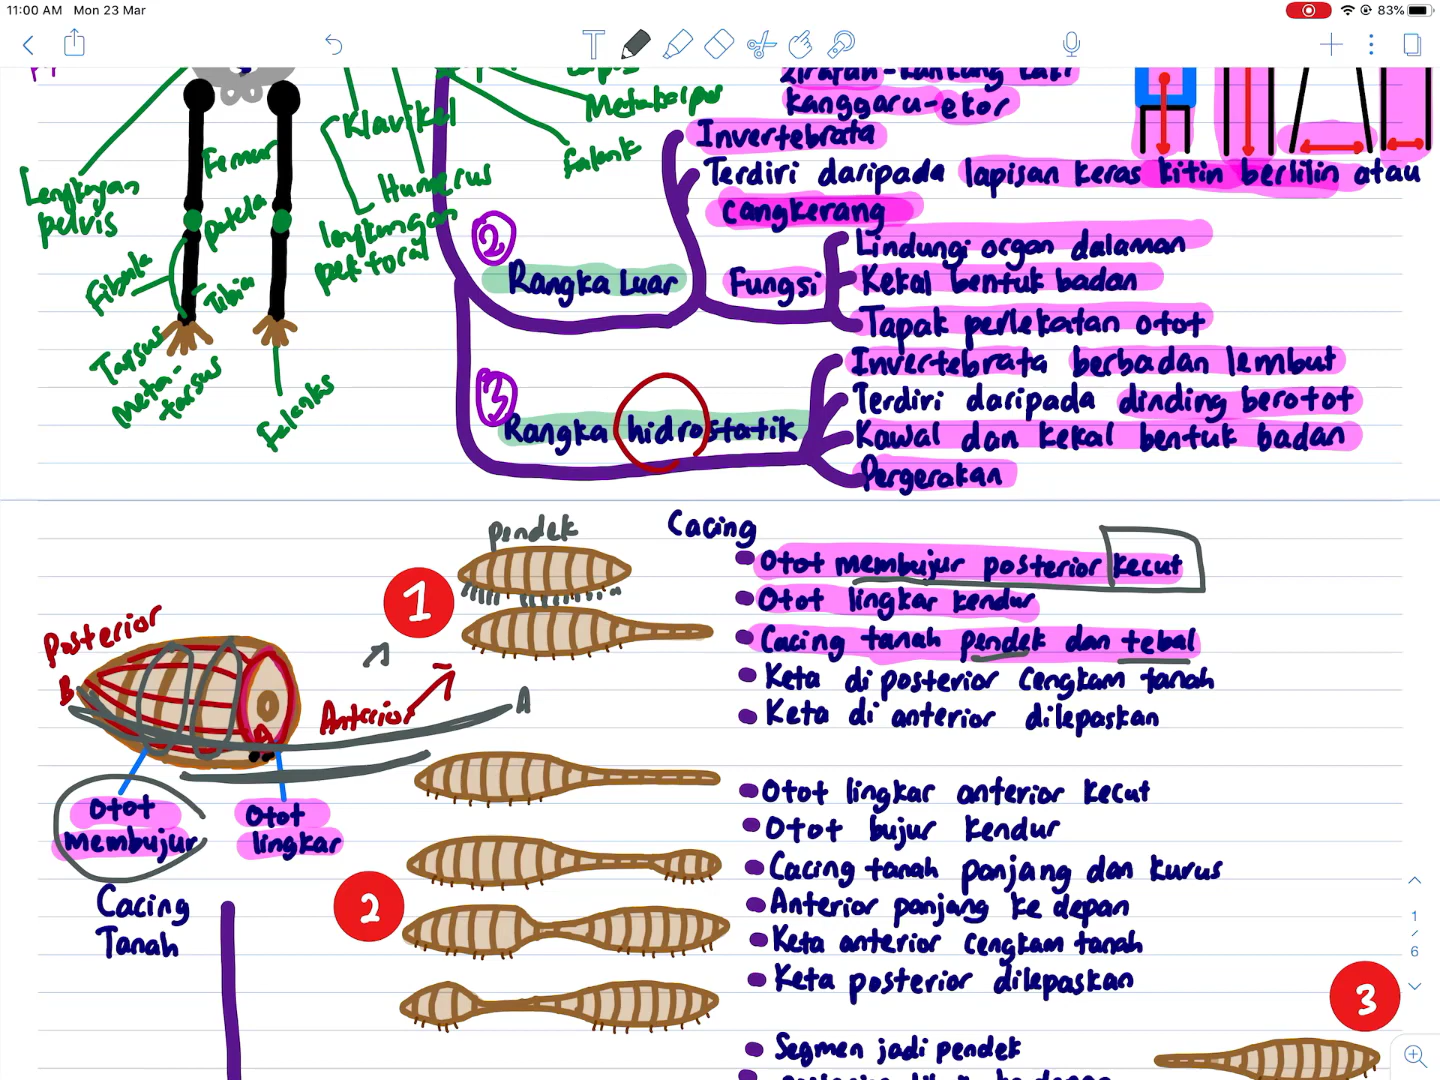 11:00 AM Mon 23 Mar
83%
Zirafah-tankung kaki
Metakarpus
Kanggaru-ekor
Klavikel
Invertebrata
Femur
Falank
Terdiri daripada lapisan keras kitin berlilin atau
Cangkerang
Lengkungan
pelvis
Humerus
patela
lengkungan
pektoral
2
Lindungi organ dalaman
Fibula
Tibia
Rangka Luar
Fungsi
Kekal bentuk badan
Tapak perlekatan otot
Tarsus
Meta-
tarsus
Falanks
Invertebrata berbadan lembut
3
Terdiri daripada dinding berotot
Rangka hidrostatik
Kawal dan kekal bentuk badan
Pergerakan
pendek
Cacing
1
Otot membujur posterior kecut
Otot lingkar kendur
Cacing tanah pendek dan tebal
Keta di posterior cengkam tanah
Keta di anterior dilepaskan
Posterior
B
A
Anterior
A
Otot
membujur
Otot
lingkar
Cacing
Tanah
2
Otot lingkar anterior kecut
Otot bujur kendur
Cacing tanah panjang dan kurus
Anterior panjang ke depan
Keta anterior cengkam tanah
Keta posterior dilepaskan
1
6
3
Segmen jadi pendek